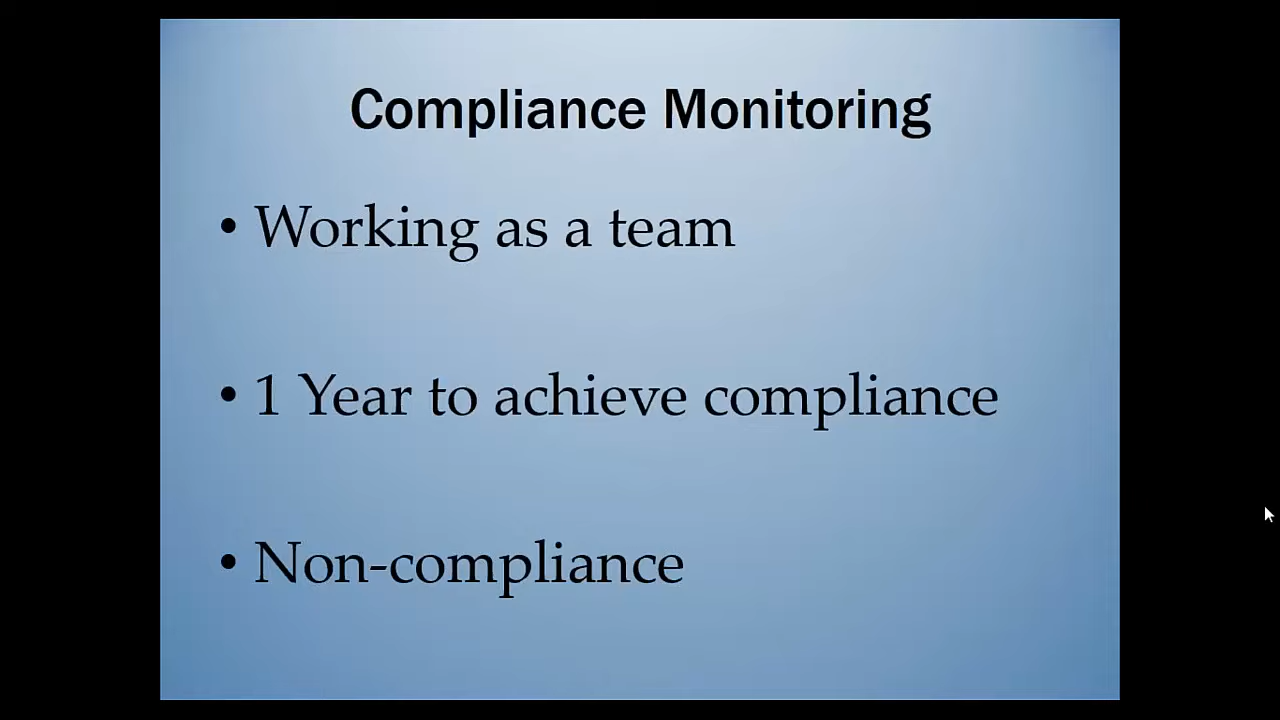 Compliance Monitoring
• Working as a team
• 1 Year to achieve compliance
• Non-compliance